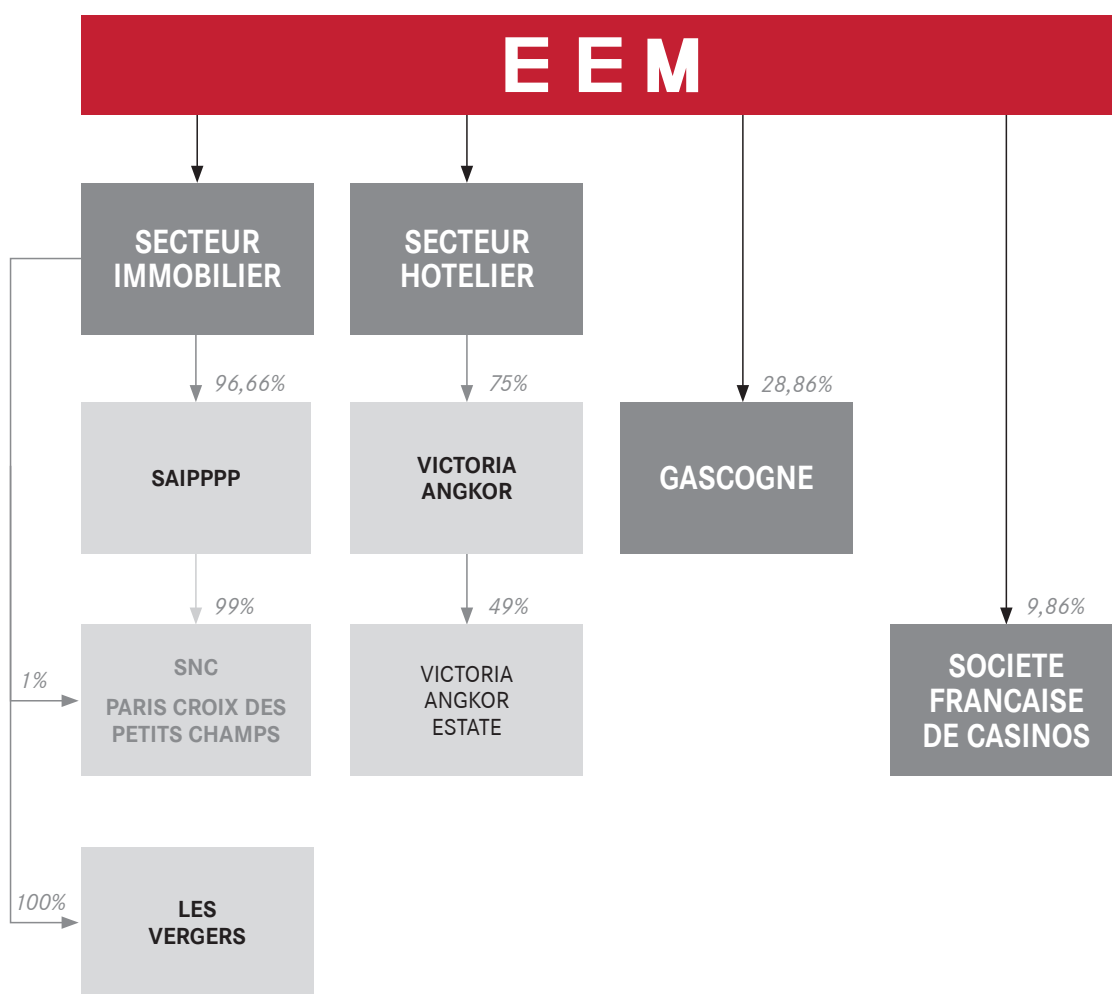 E E M
SECTEUR
IMMOBILIER
SECTEUR
HOTELIER
96,66%
75%
28,86%
SAIPPPP
VICTORIA
ANGKOR
GASCOGNE
99%
49%
9,86%
1%
SNC
PARIS CROIX DES
PETITS CHAMPS
VICTORIA
ANGKOR
ESTATE
SOCIETE
FRANCAISE
DE CASINOS
100%
LES
VERGERS